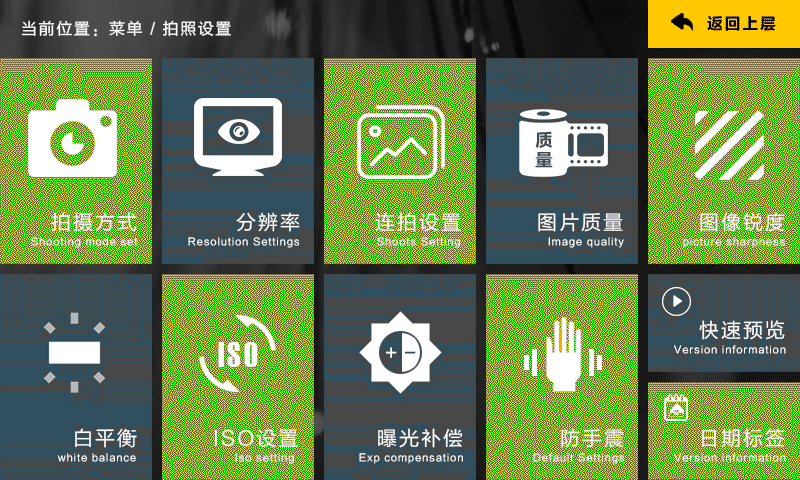 当前位置：菜单 / 拍照设置
返回上层
拍摄方式
Shooting mode set
分辨率
Resolution Settings
连拍设置
Shoots Setting
质量
图片质量
Image quality
图像锐度
picture sharpness
白平衡
white balance
ISO
ISO设置
Iso setting
曝光补偿
Exp compensation
防手震
Default Settings
快速预览
Version information
日期标签
Version information